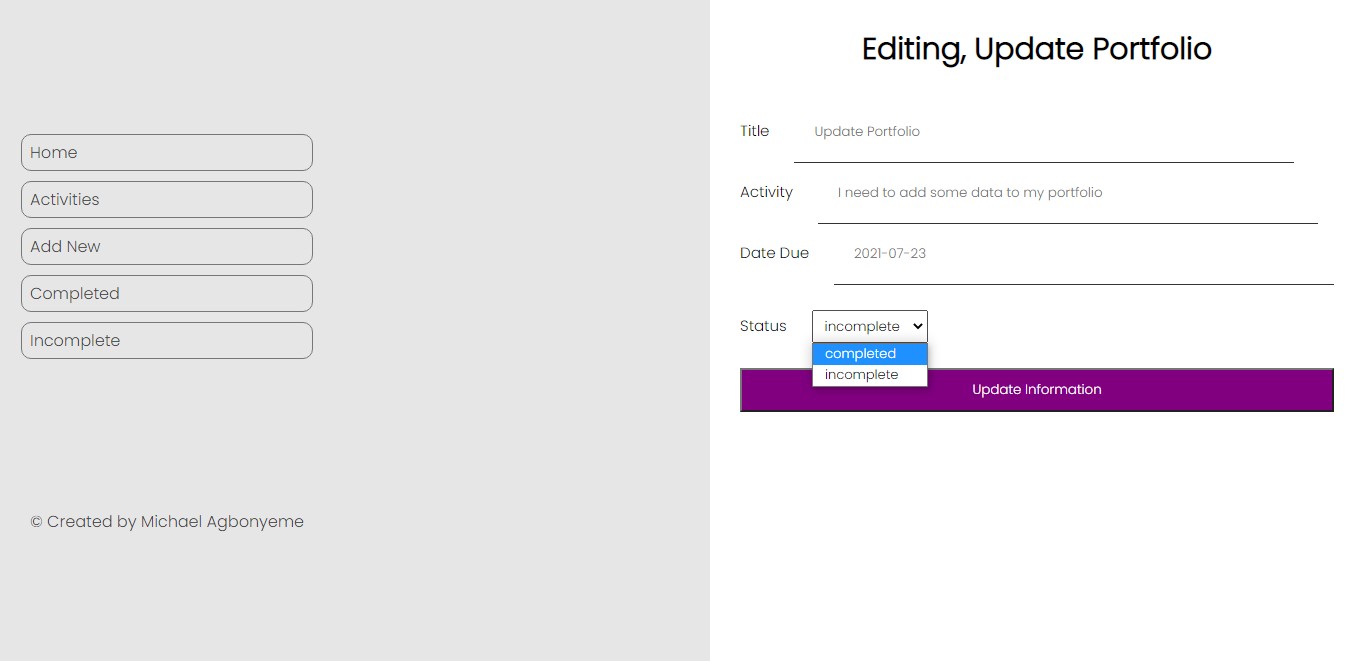 Home
Activities
Add New
Completed
Incomplete
© Created by Michael Agbonyeme
Editing, Update Portfolio
Title Update Portfolio
Activity I need to add some data to my portfolio
Date Due 2021-07-23
Status incomplete
completed
incomplete
Update Information